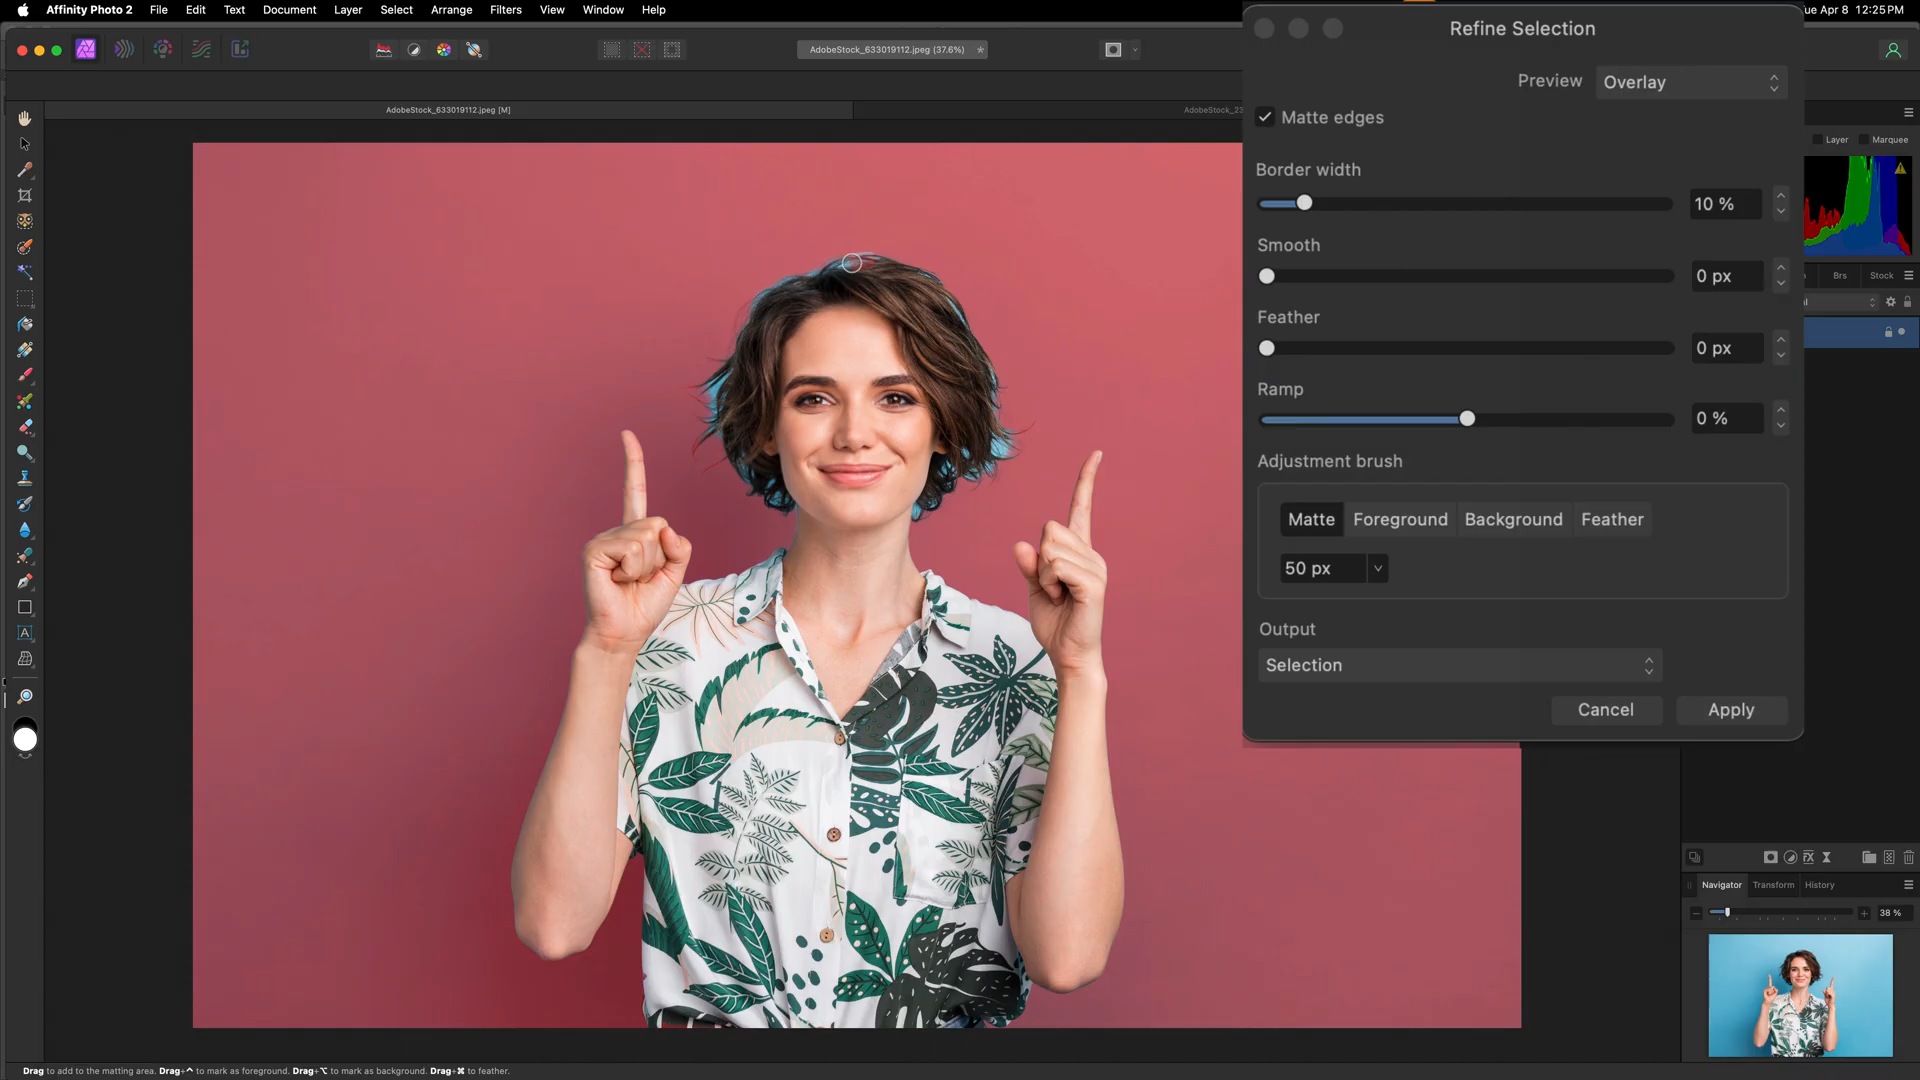 Affinity Photo 2 File Edit Text Document Layer Select Arrange Filters View Window Help
Tue Apr 8 12:25 PM
AdobeStock_633019112.jpeg (37.6%) *
AdobeStock_633019112.jpeg [M]
AdobeStock_23
Refine Selection
Preview Overlay
Matte edges
Border width
10 %
Smooth
0 px
Feather
0 px
Ramp
0 %
Adjustment brush
Matte Foreground Background Feather
50 px
Output
Selection
Cancel Apply
Layer Marquee
Brs Stock
Navigator Transform History
38 %
Drag to add to the matting area. Drag+⌃ to mark as foreground. Drag+⌥ to mark as background. Drag+⌘ to feather.